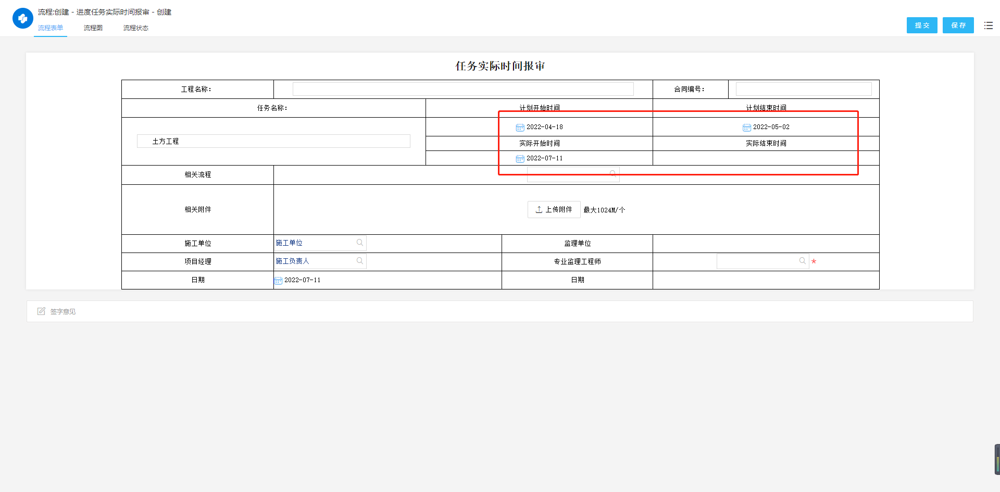 流程:创建 - 进度任务实际时间报审 - 创建
流程表单 流程图 流程状态
提交 保存
任务实际时间报审
工程名称: 合同编号:
任务名称: 计划开始时间 计划结束时间
2022-04-18 2022-05-02
土方工程
实际开始时间 实际结束时间
2022-07-11
相关流程
相关附件 上传附件 最大1024M/个
施工单位 施工单位 监理单位
项目经理 施工负责人 专业监理工程师 *
日期 2022-07-11 日期
签字意见